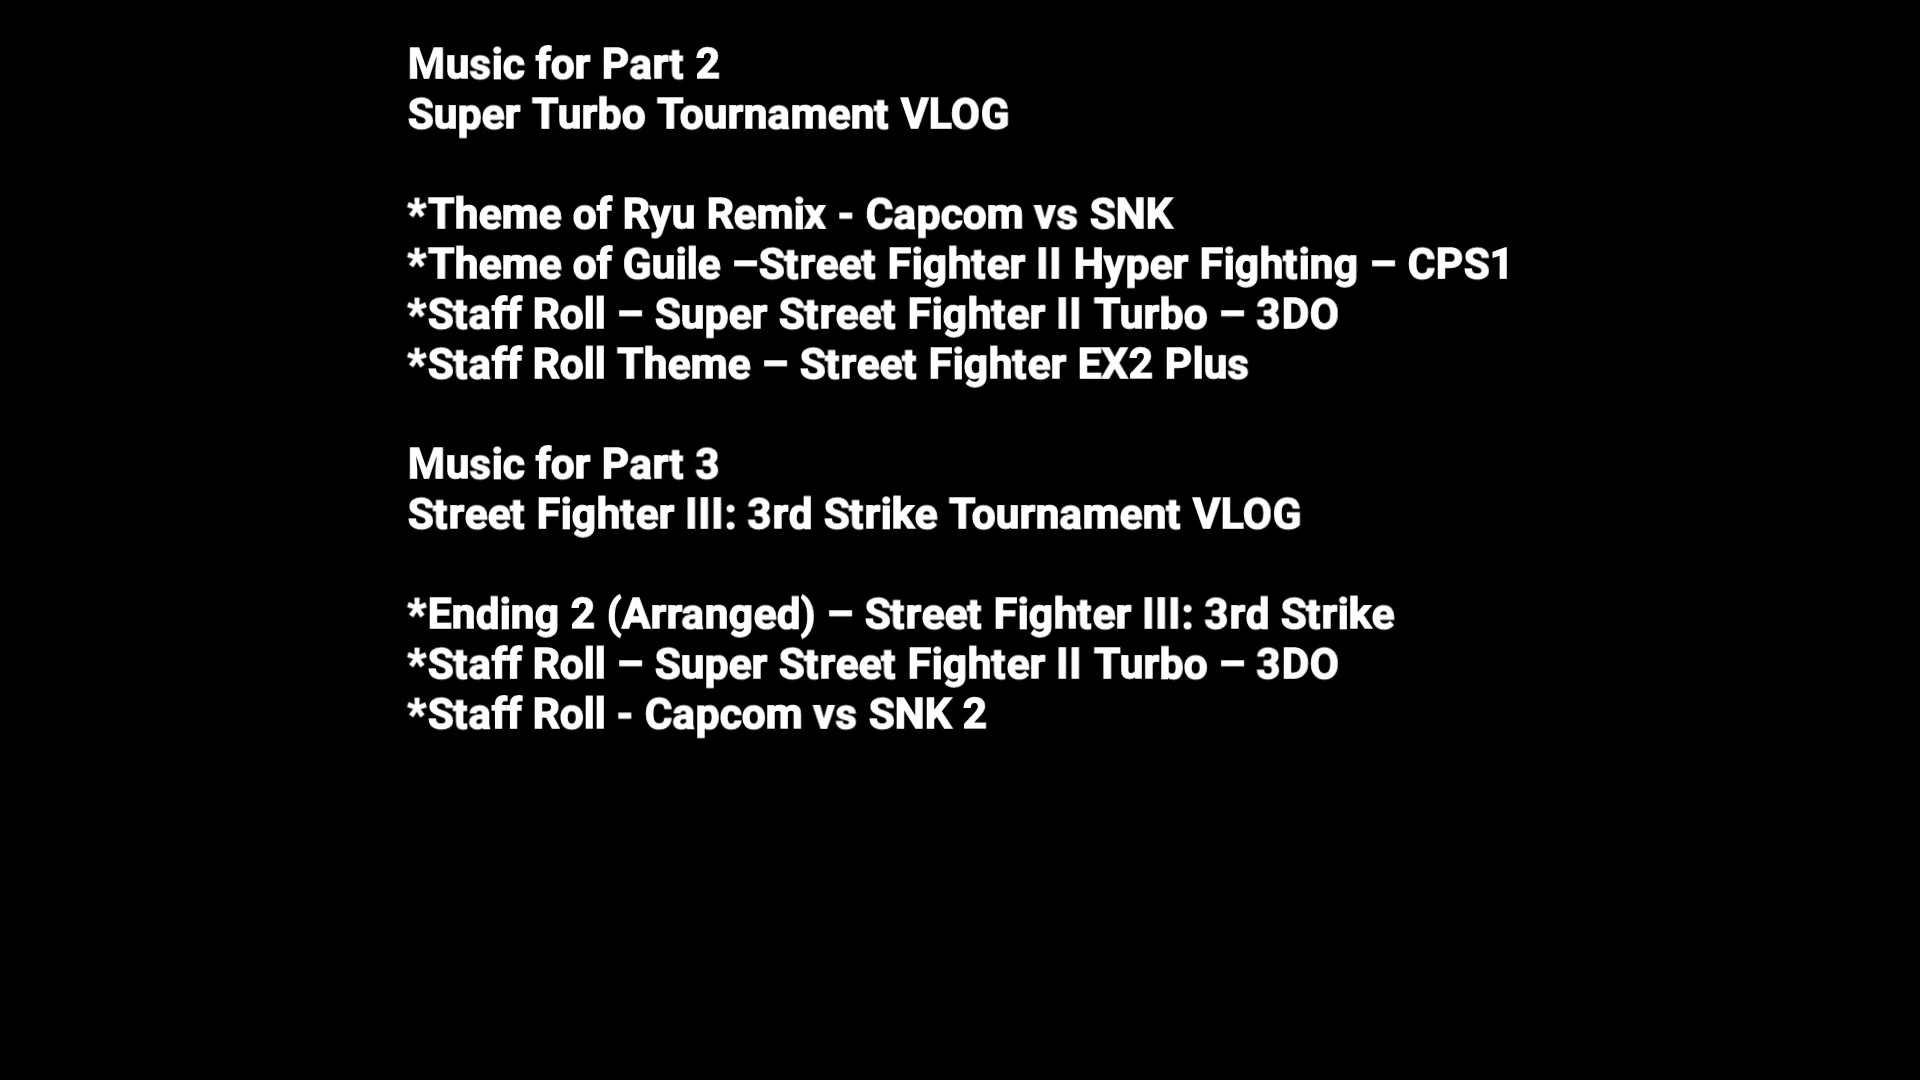 Music for Part 2
Super Turbo Tournament VLOG
*Theme of Ryu Remix - Capcom vs SNK
*Theme of Guile –Street Fighter II Hyper Fighting – CPS1
*Staff Roll – Super Street Fighter II Turbo – 3DO
*Staff Roll Theme – Street Fighter EX2 Plus
Music for Part 3
Street Fighter III: 3rd Strike Tournament VLOG
*Ending 2 (Arranged) – Street Fighter III: 3rd Strike
*Staff Roll – Super Street Fighter II Turbo – 3DO
*Staff Roll - Capcom vs SNK 2